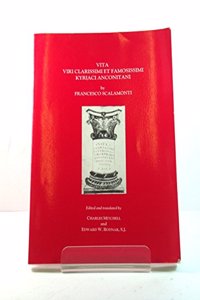 VITA
VIRI CLARISSIMI ET FAMOSISSIMI
KYRIACI ANCONITANI
by
FRANCESCO SCALAMONTI
Edited and translated by
CHARLES MITCHELL
and
EDWARD W. BODNAR, S.J.